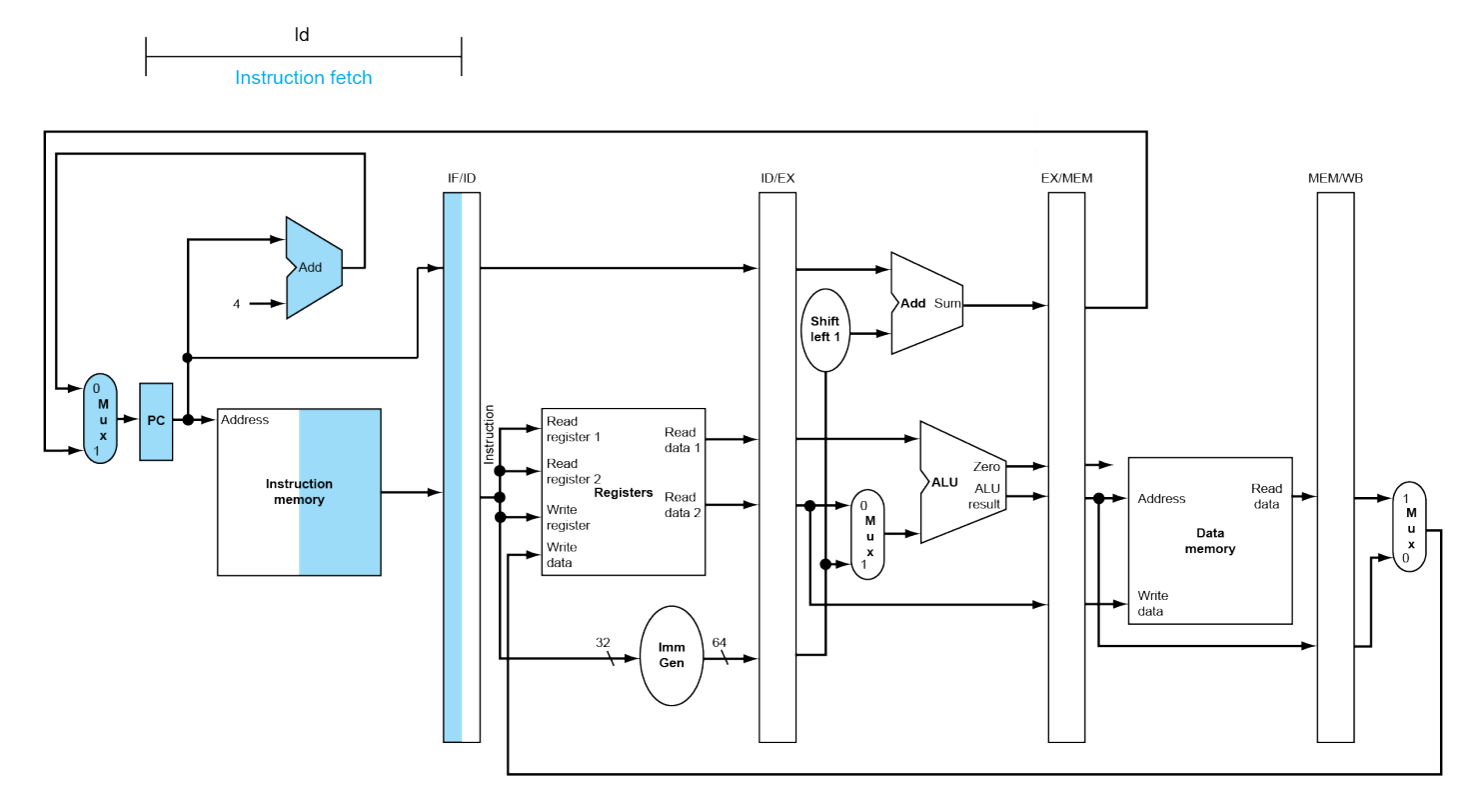 ld
Instruction fetch
IF/ID
ID/EX
EX/MEM
MEM/WB
Add
4
0
M
u
x
1
PC
Address
Instruction
memory
Instruction
Read
register 1
Read
register 2
Write
register
Write
data
Registers
Read
data 1
Read
data 2
32
Imm
Gen
64
Shift
left 1
Add Sum
0
M
u
x
1
ALU
Zero
ALU
result
Address
Write
data
Data
memory
Read
data
1
M
u
x
0